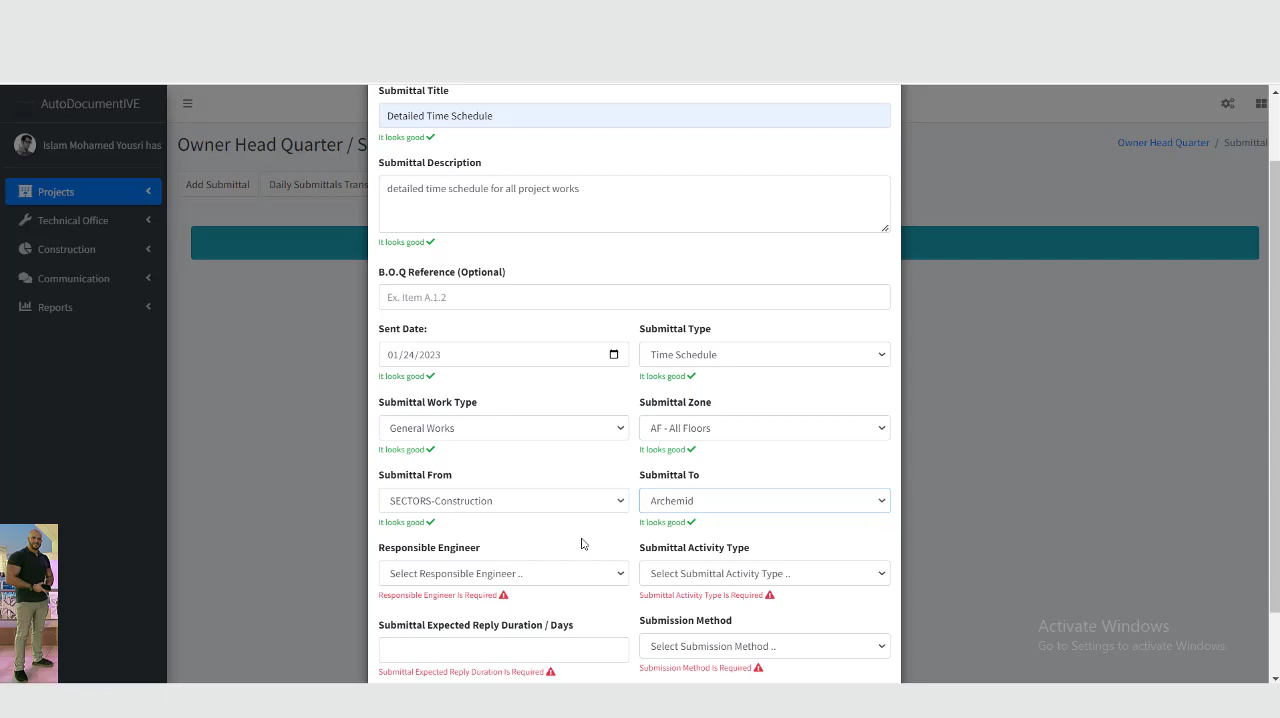 AutoDocumentIVE
Islam Mohamed Yousri has
Projects
Technical Office
Construction
Communication
Reports
Owner Head Quarter / S
Owner Head Quarter / Submittal
Add Submittal
Daily Submittals Trans
Submittal Title
Detailed Time Schedule
It looks good
Submittal Description
detailed time schedule for all project works
It looks good
B.O.Q Reference (Optional)
Ex. Item A.1.2
Sent Date:
Submittal Type
01/24/2023
Time Schedule
It looks good
It looks good
Submittal Work Type
Submittal Zone
General Works
AF - All Floors
It looks good
It looks good
Submittal From
Submittal To
SECTORS-Construction
Archemid
It looks good
It looks good
Responsible Engineer
Submittal Activity Type
Select Responsible Engineer ..
Select Submittal Activity Type ..
Responsible Engineer Is Required
Submittal Activity Type Is Required
Submittal Expected Reply Duration / Days
Submission Method
Select Submission Method ..
Submittal Expected Reply Duration Is Required
Submission Method Is Required
Activate Windows
Go to Settings to activate Windows.